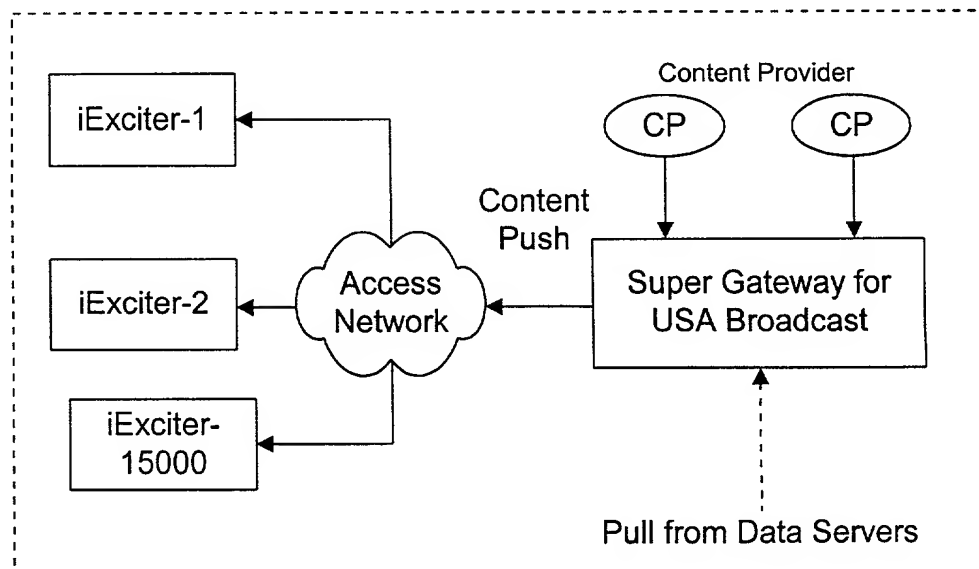 Content Provider
CP
CP
iExciter-1
Content
Push
Super Gateway for
USA Broadcast
Access
Network
iExciter-2
iExciter-
15000
Pull from Data Servers